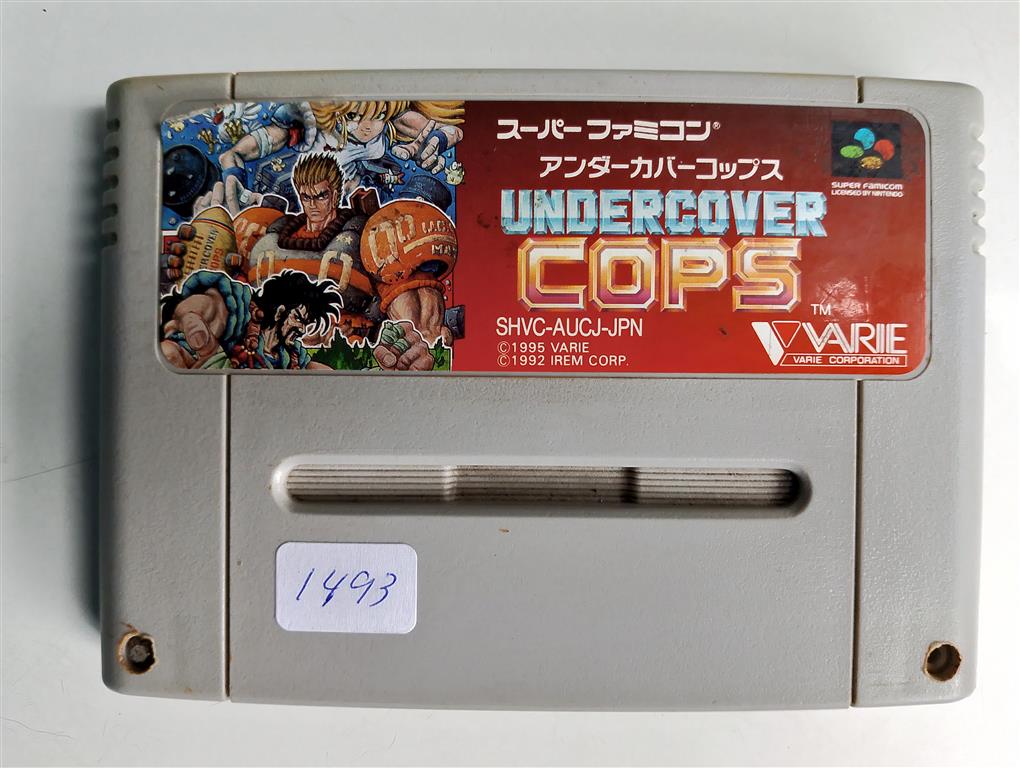 スーパーファミコン®
アンダーカバーコップス
UNDERCOVER
COPS
TM
SHVC-AUCJ-JPN
©1995 VARIE
©1992 IREM CORP.
SUPER FAMICOM
LICENSED BY NINTENDO
VARIE
VARIE CORPORATION
1493